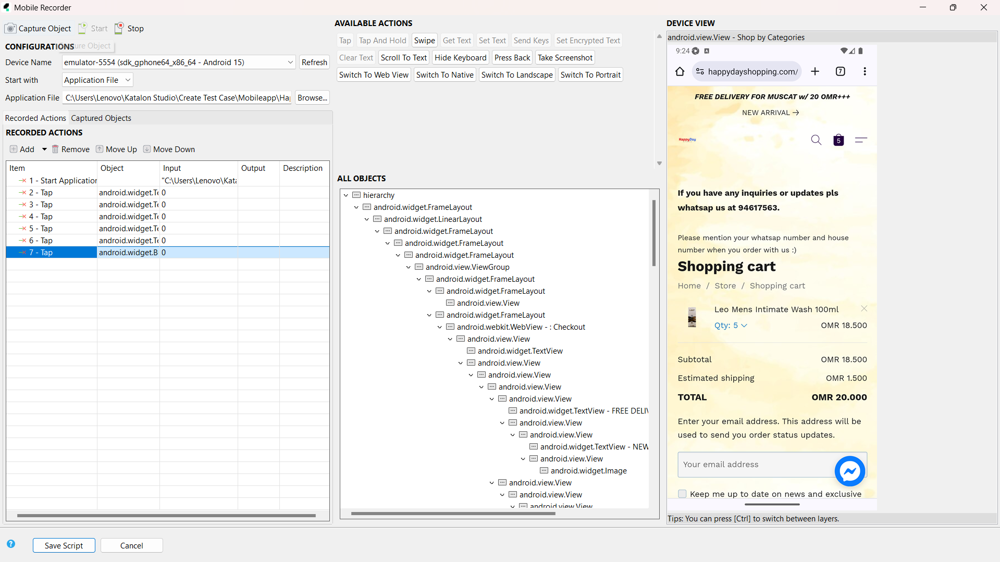 Mobile Recorder
Capture Object
Start
Stop
CONFIGURATIONS
Device Name
emulator-5554 (sdk_gphone64_x86_64 - Android 15)
Refresh
Start with
Application File
Application File
C:\Users\Lenovo\Katalon Studio\Create Test Case\Mobileapp\Ha
Browse...
Recorded Actions
Captured Objects
RECORDED ACTIONS
Add
Remove
Move Up
Move Down
Item Object Input Output Description
1 - Start Application "C:\Users\Lenovo\Kata
2 - Tap android.widget.Te 0
3 - Tap android.widget.Te 0
4 - Tap android.widget.Te 0
5 - Tap android.widget.Te 0
6 - Tap android.widget.Te 0
7 - Tap android.widget.B 0
Save Script
Cancel
AVAILABLE ACTIONS
Tap
Tap And Hold
Swipe
Get Text
Set Text
Send Keys
Set Encrypted Text
Clear Text
Scroll To Text
Hide Keyboard
Press Back
Take Screenshot
Switch To Web View
Switch To Native
Switch To Landscape
Switch To Portrait
ALL OBJECTS
hierarchy
android.widget.FrameLayout
android.widget.LinearLayout
android.widget.FrameLayout
android.widget.FrameLayout
android.widget.FrameLayout
android.view.ViewGroup
android.widget.FrameLayout
android.widget.FrameLayout
android.view.View
android.widget.FrameLayout
android.webkit.WebView - : Checkout
android.view.View
android.widget.TextView
android.view.View
android.view.View
android.view.View
android.view.View
android.widget.TextView - FREE DELIV
android.view.View
android.view.View
android.widget.TextView - NEW
android.view.View
android.widget.Image
android.view.View
android.view.View
android.view.View
DEVICE VIEW
android.view.View - Shop by Categories
9:24
happydayshopping.com/
7
FREE DELIVERY FOR MUSCAT w/ 20 OMR+++
NEW ARRIVAL →
HappyDay
5
If you have any inquiries or updates pls
whatsap us at 94617563.
Please mention your whatsap number and house
number when you order with us :)
Shopping cart
Home / Store / Shopping cart
Leo Mens Intimate Wash 100ml
Qty: 5
OMR 18.500
Subtotal OMR 18.500
Estimated shipping OMR 1.500
TOTAL OMR 20.000
Enter your email address. This address will be
used to send you order status updates.
Your email address
Keep me up to date on news and exclusive
Tips: You can press [Ctrl] to switch between layers.